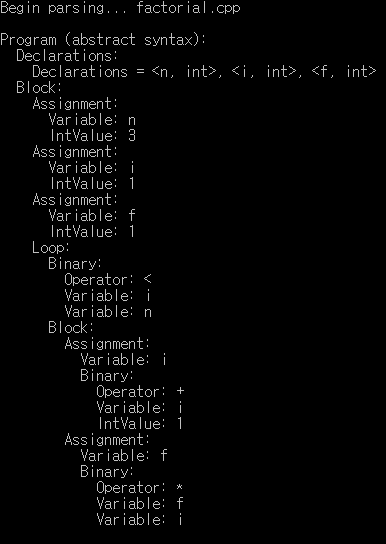 Begin parsing... factorial.cpp
Program (abstract syntax):
Declarations:
Declarations = <n, int>, <i, int>, <f, int>
Block:
Assignment:
Variable: n
IntValue: 3
Assignment:
Variable: i
IntValue: 1
Assignment:
Variable: f
IntValue: 1
Loop:
Binary:
Operator: <
Variable: i
Variable: n
Block:
Assignment:
Variable: i
Binary:
Operator: +
Variable: i
IntValue: 1
Assignment:
Variable: f
Binary:
Operator: *
Variable: f
Variable: i